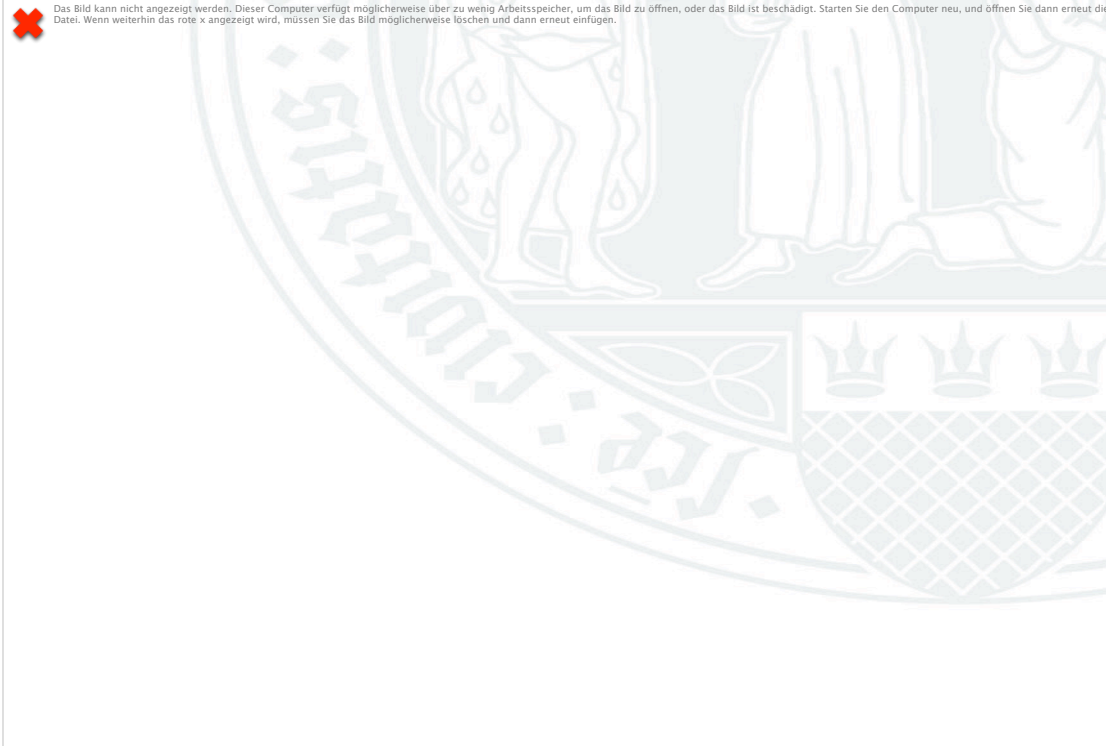 Das Bild kann nicht angezeigt werden. Dieser Computer verfügt möglicherweise über zu wenig Arbeitsspeicher, um das Bild zu öffnen, oder das Bild ist beschädigt. Starten Sie den Computer neu, und öffnen Sie dann erneut die
Datei. Wenn weiterhin das rote x angezeigt wird, müssen Sie das Bild möglicherweise löschen und dann erneut einfügen.